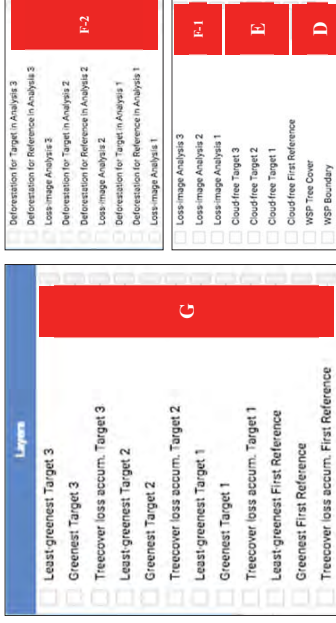 Layers
Least-greenest Target 3
Greenest Target 3
Treecover loss accum. Target 3
Least-greenest Target 2
Greenest Target 2
Treecover loss accum. Target 2
Least-greenest Target 1
Greenest Target 1
Treecover loss accum. Target 1
Least-greenest First Reference
Greenest First Reference
Treecover loss accum. First Reference
G
Deforestation for Target in Analysis 3
Deforestation for Reference in Analysis 3
Loss-image Analysis 3
Deforestation for Target in Analysis 2
Deforestation for Reference in Analysis 2
Loss-image Analysis 2
Deforestation for Target in Analysis 1
Deforestation for Reference in Analysis 1
Loss-image Analysis 1
F-2
Loss-image Analysis 3
Loss-image Analysis 2
Loss-image Analysis 1
Cloud-free Target 3
Cloud-free Target 2
Cloud-free Target 1
Cloud-free First Reference
WSP Tree Cover
WSP Boundary
F-1
E
D